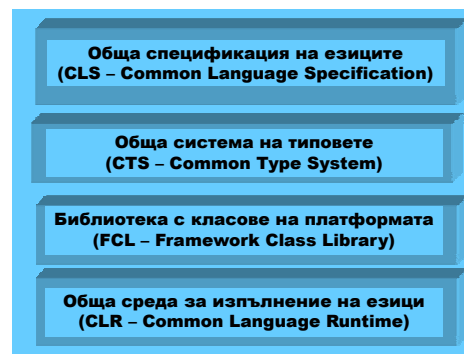 Обща спецификация на езиците
(CLS – Common Language Specification)
Обща система на типовете
(CTS – Common Type System)
Библиотека с класове на платформата
(FCL – Framework Class Library)
Обща среда за изпълнение на езици
(CLR – Common Language Runtime)